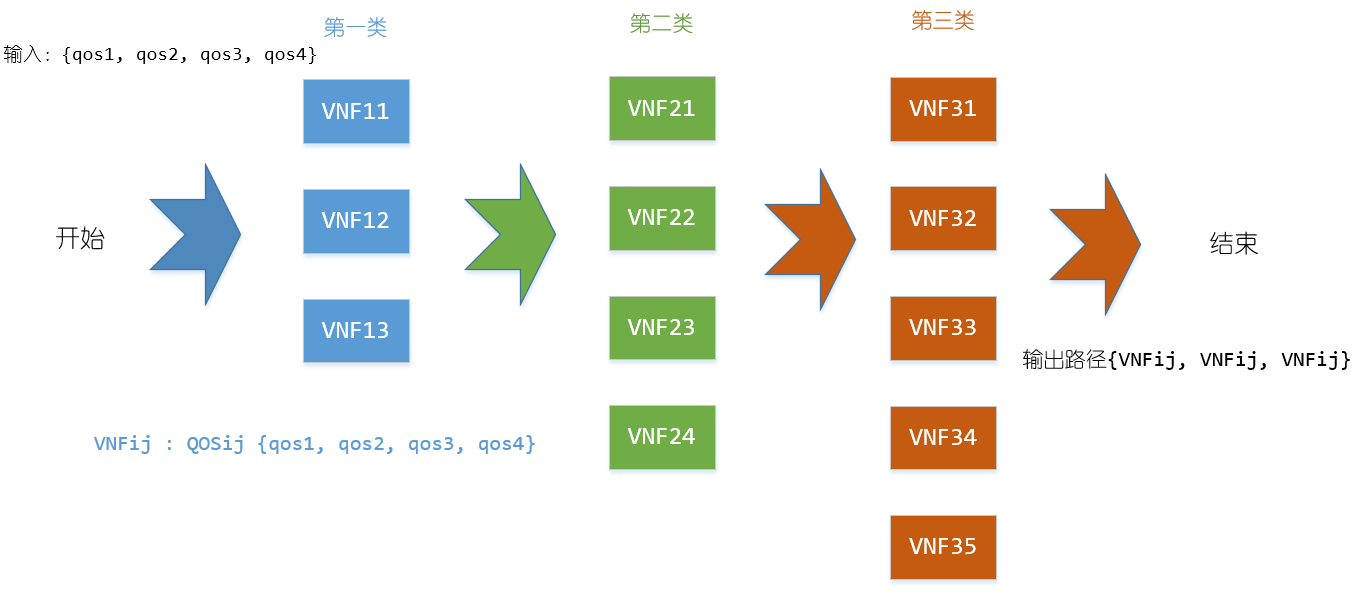 第一类
第二类
第三类
输入: {qos1, qos2, qos3, qos4}
VNF11
VNF21
VNF31
VNF12
VNF22
VNF32
开始
结束
VNF13
VNF23
VNF33
输出路径{VNFij, VNFij, VNFij}
VNFij : QOSij {qos1, qos2, qos3, qos4}
VNF24
VNF34
VNF35